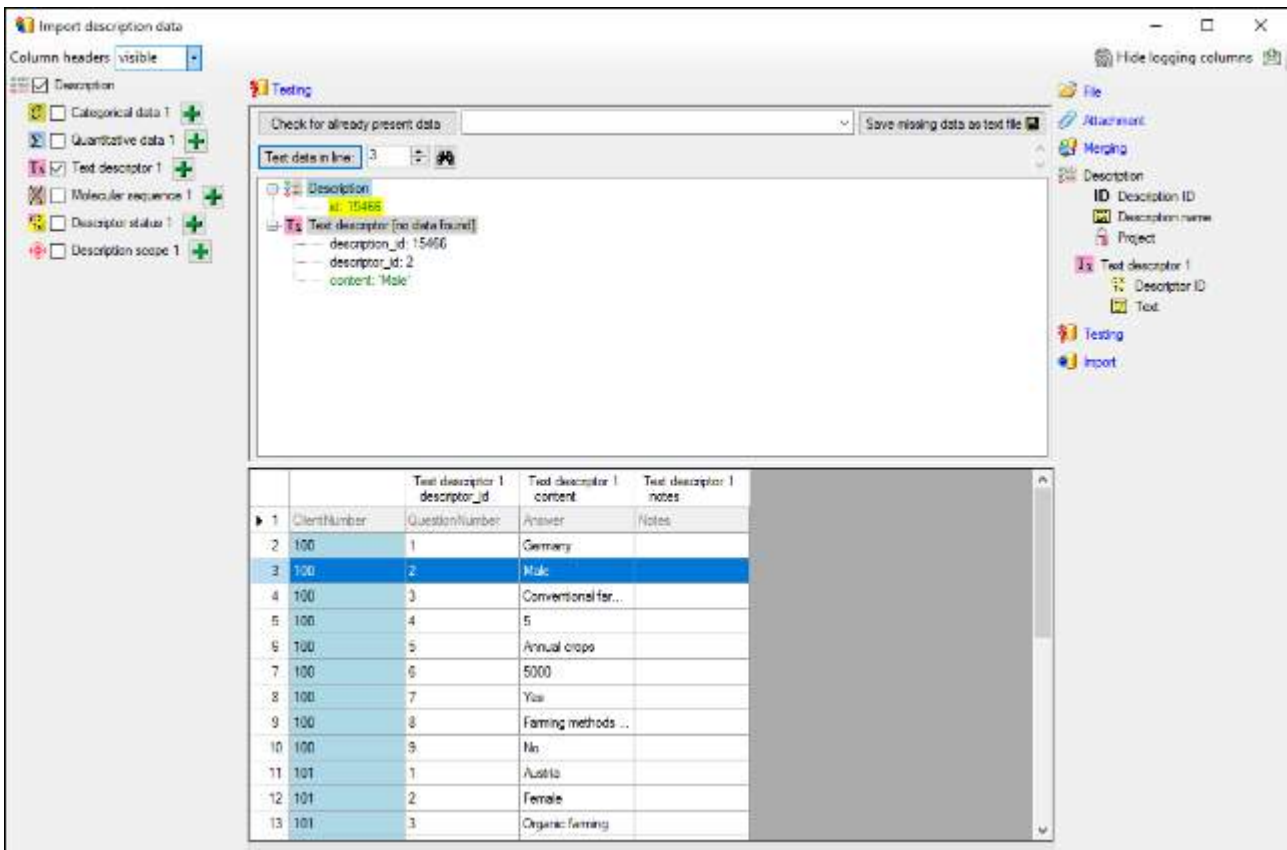 Import description data
Column headers visible
Hide logging columns
Description
Categorical data 1
Quantitative data 1
Text descriptor 1
Molecular sequence 1
Descriptor status 1
Description scope 1
Testing
Check for allready present data
Save missing data as text file
Test data in line: 3
Description
id: 15466
Text descriptor [no data found]
description_id: 15466
descriptor_id: 2
content: "Male"
File
Attachment
Merging
Description
ID Description ID
Description name
Project
Text descriptor 1
Descriptor ID
Text
Testing
Import
Text descriptor 1 descriptor_id Text descriptor 1 content Text descriptor 1 notes
1 ClientNumber QuestionNumber Answer Notes
2 100 1 Germany
3 100 2 Male
4 100 3 Conventional far...
5 100 4 5
6 100 5 Annual crops
7 100 6 5000
8 100 7 Yes
9 100 8 Farming methods ...
10 100 9 No
11 101 1 Austria
12 101 2 Female
13 101 3 Organic farming